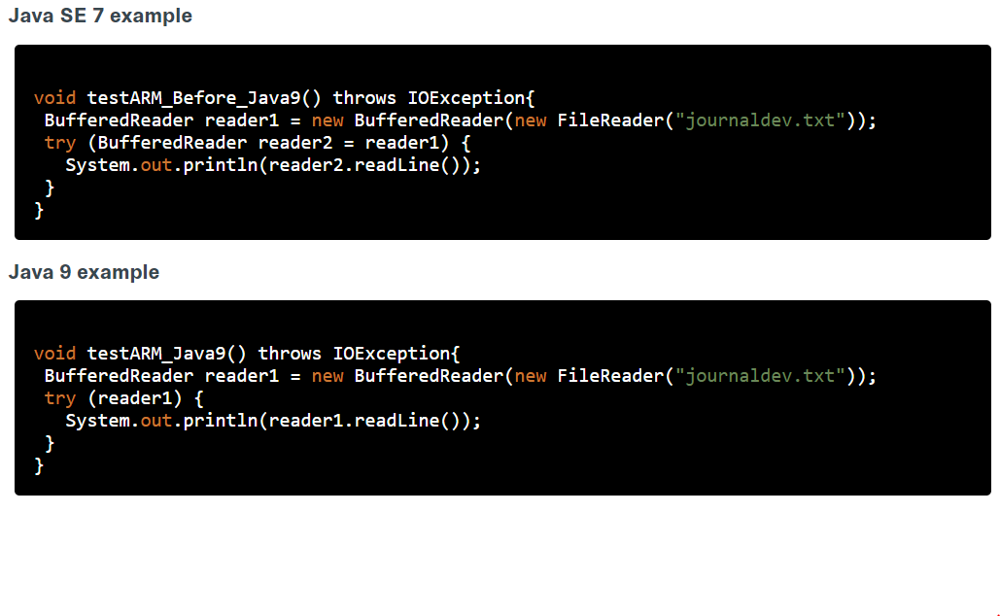 Java SE 7 example
void testARM_Before_Java9() throws IOException{
BufferedReader reader1 = new BufferedReader(new FileReader("journaldev.txt"));
try (BufferedReader reader2 = reader1) {
System.out.println(reader2.readLine());
}
}
Java 9 example
void testARM_Java9() throws IOException{
BufferedReader reader1 = new BufferedReader(new FileReader("journaldev.txt"));
try (reader1) {
System.out.println(reader1.readLine());
}
}